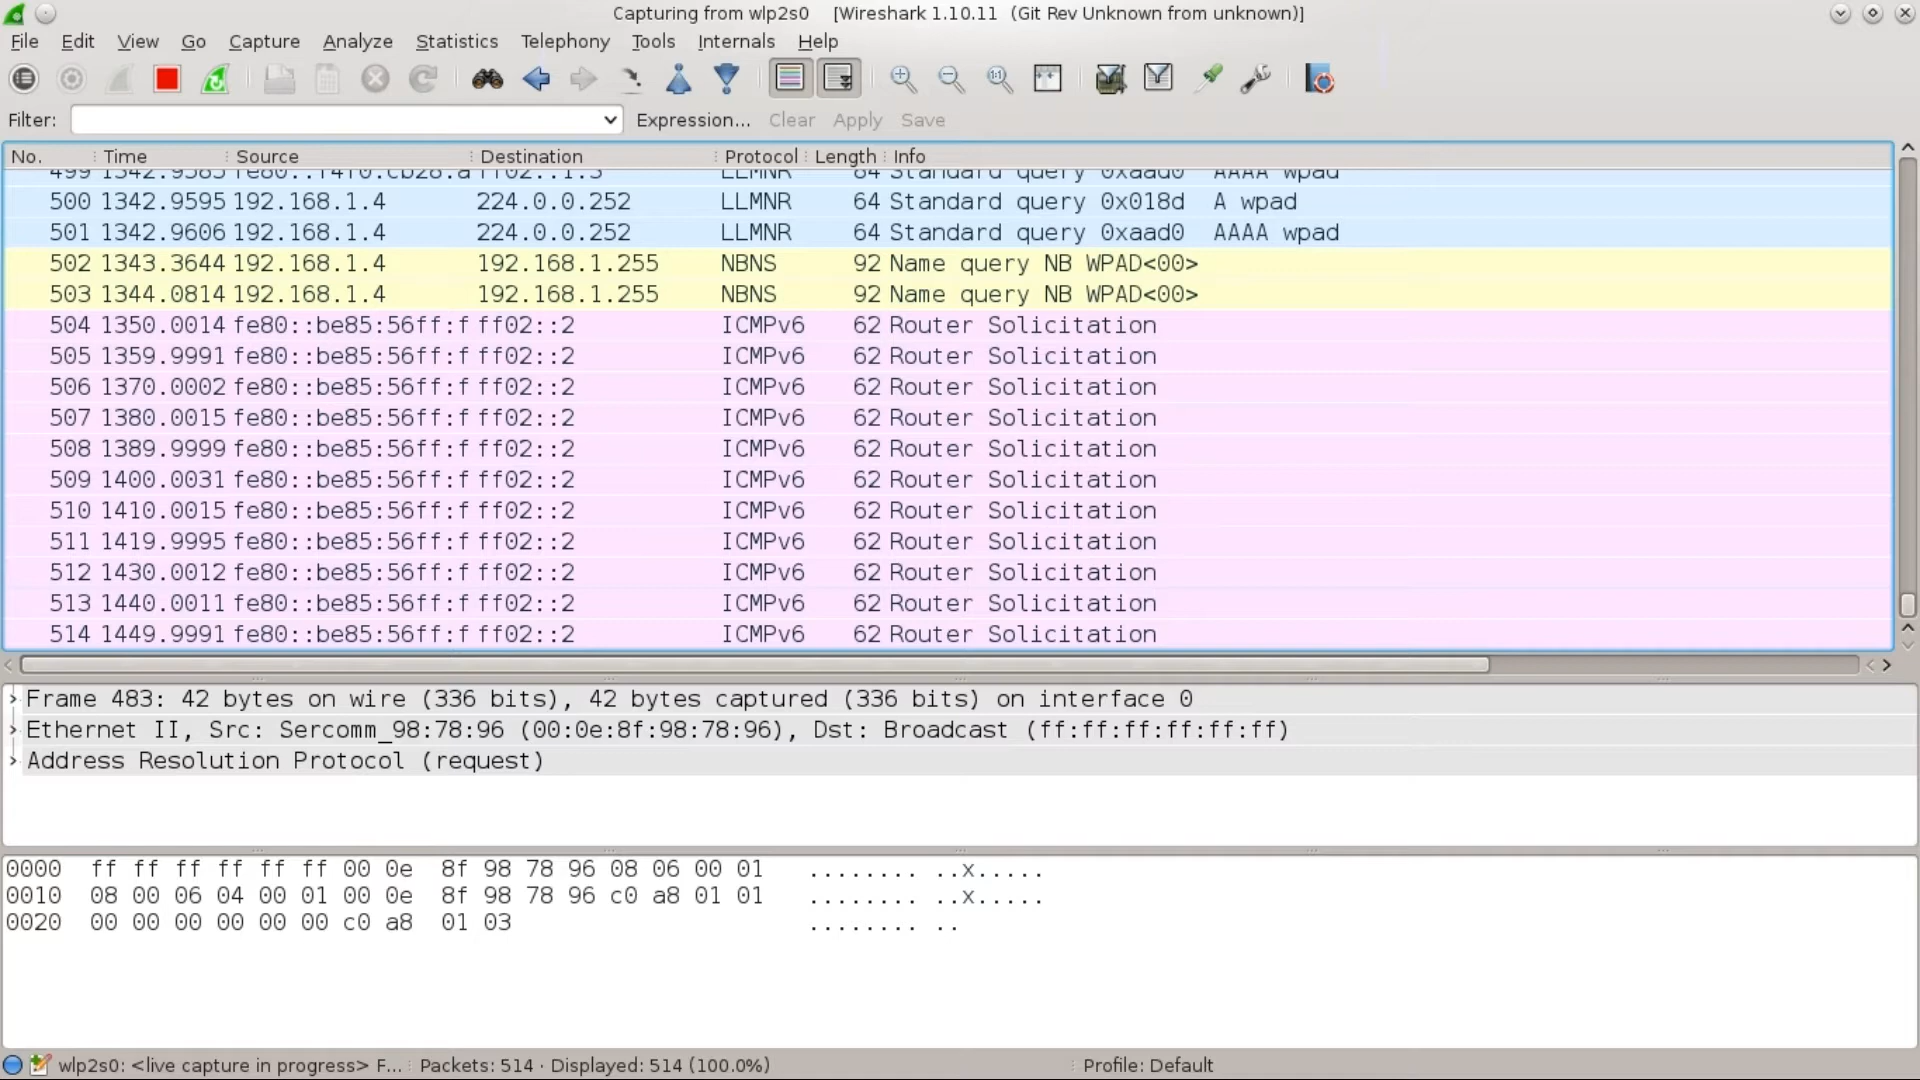 Capturing from wlp2s0 [Wireshark 1.10.11 (Git Rev Unknown from unknown)]
File Edit View Go Capture Analyze Statistics Telephony Tools Internals Help
Filter: Expression... Clear Apply Save
No. Time Source Destination Protocol Length Info
499 1342.9585 fe80::f4f0:cb28:a ff02::1:3 LLMNR 84 Standard query 0xaad0 AAAA wpad
500 1342.9595 192.168.1.4 224.0.0.252 LLMNR 64 Standard query 0x018d A wpad
501 1342.9606 192.168.1.4 224.0.0.252 LLMNR 64 Standard query 0xaad0 AAAA wpad
502 1343.3644 192.168.1.4 192.168.1.255 NBNS 92 Name query NB WPAD<00>
503 1344.0814 192.168.1.4 192.168.1.255 NBNS 92 Name query NB WPAD<00>
504 1350.0014 fe80::be85:56ff:f ff02::2 ICMPv6 62 Router Solicitation
505 1359.9991 fe80::be85:56ff:f ff02::2 ICMPv6 62 Router Solicitation
506 1370.0002 fe80::be85:56ff:f ff02::2 ICMPv6 62 Router Solicitation
507 1380.0015 fe80::be85:56ff:f ff02::2 ICMPv6 62 Router Solicitation
508 1389.9999 fe80::be85:56ff:f ff02::2 ICMPv6 62 Router Solicitation
509 1400.0031 fe80::be85:56ff:f ff02::2 ICMPv6 62 Router Solicitation
510 1410.0015 fe80::be85:56ff:f ff02::2 ICMPv6 62 Router Solicitation
511 1419.9995 fe80::be85:56ff:f ff02::2 ICMPv6 62 Router Solicitation
512 1430.0012 fe80::be85:56ff:f ff02::2 ICMPv6 62 Router Solicitation
513 1440.0011 fe80::be85:56ff:f ff02::2 ICMPv6 62 Router Solicitation
514 1449.9991 fe80::be85:56ff:f ff02::2 ICMPv6 62 Router Solicitation
Frame 483: 42 bytes on wire (336 bits), 42 bytes captured (336 bits) on interface 0
Ethernet II, Src: Sercomm_98:78:96 (00:0e:8f:98:78:96), Dst: Broadcast (ff:ff:ff:ff:ff:ff)
Address Resolution Protocol (request)
0000 ff ff ff ff ff ff 00 0e 8f 98 78 96 08 06 00 01 ........ ..x.....
0010 08 00 06 04 00 01 00 0e 8f 98 78 96 c0 a8 01 01 ........ ..x.....
0020 00 00 00 00 00 00 c0 a8 01 03 ........ ..
wlp2s0: <live capture in progress> F... Packets: 514 · Displayed: 514 (100.0%) Profile: Default